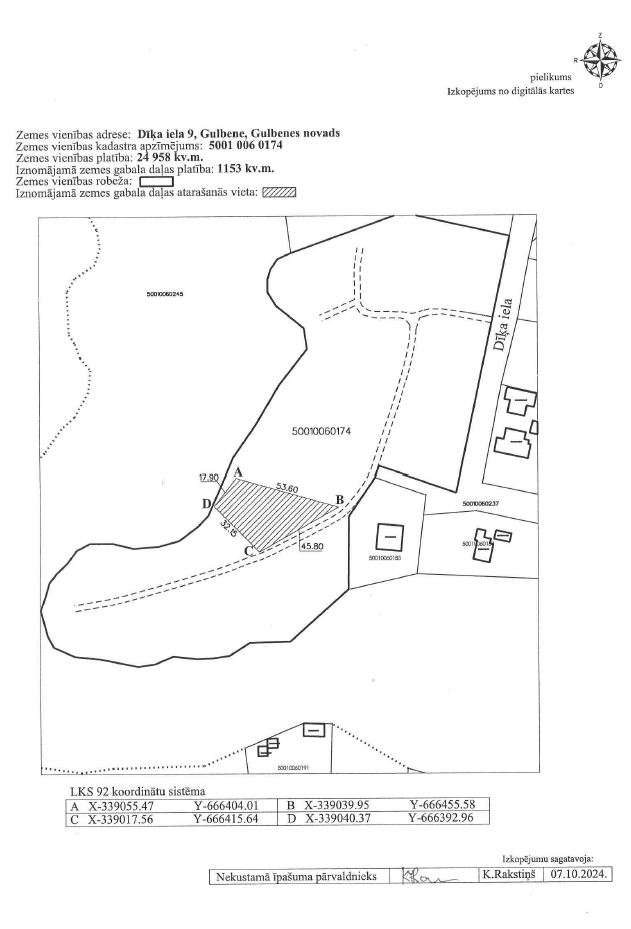 Z
R
D
pielikums
Izkopējums no digitālās kartes
Zemes vienības adrese: Dīķa iela 9, Gulbene, Gulbenes novads
Zemes vienības kadastra apzīmējums: 5001 006 0174
Zemes vienības platība: 24 958 kv.m.
Iznomājamā zemes gabala daļas platība: 1153 kv.m.
Zemes vienības robeža:
Iznomājamā zemes gabala daļas atarašanās vieta:
50010060245
Dīķa iela
50010060174
17.90
A
53.60
B
D
32.15
C
45.80
50010060237
50010060183
50010060191
LKS 92 koordinātu sistēma
A X-339055.47 Y-666404.01 B X-339039.95 Y-666455.58
C X-339017.56 Y-666415.64 D X-339040.37 Y-666392.96
Izkopējumu sagatavoja:
Nekustamā īpašuma pārvaldnieks K.Rakstiņš 07.10.2024.